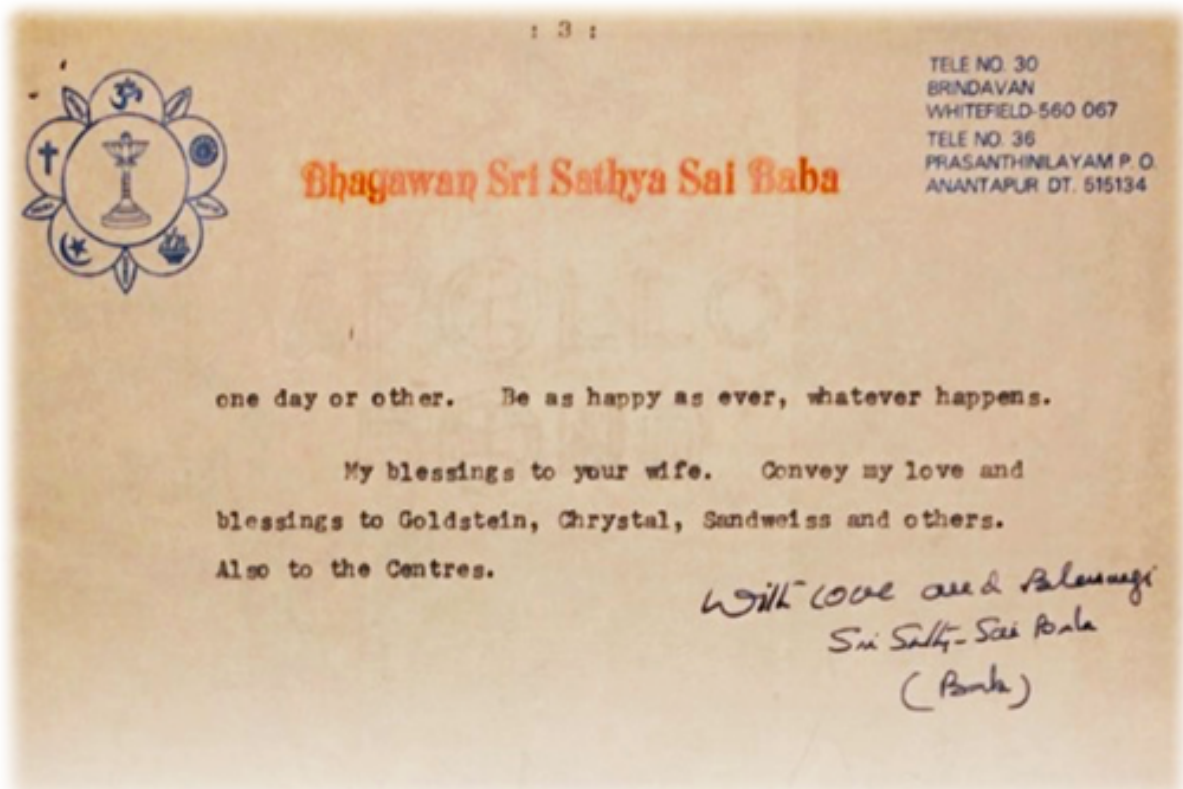 : 3 :
TELE NO. 30
BRINDAVAN
WHITEFIELD-560 067
TELE NO. 36
PRASANTHINILAYAM P. O.
ANANTAPUR DT. 515134
ॐ
Bhagawan Sri Sathya Sai Baba
one day or other. Be as happy as ever, whatever happens.
My blessings to your wife. Convey my love and
blessings to Goldstein, Chrystal, Sandweiss and others.
Also to the Centres.
With love and Blessings
Sri Sathya Sai Baba
(Baba)